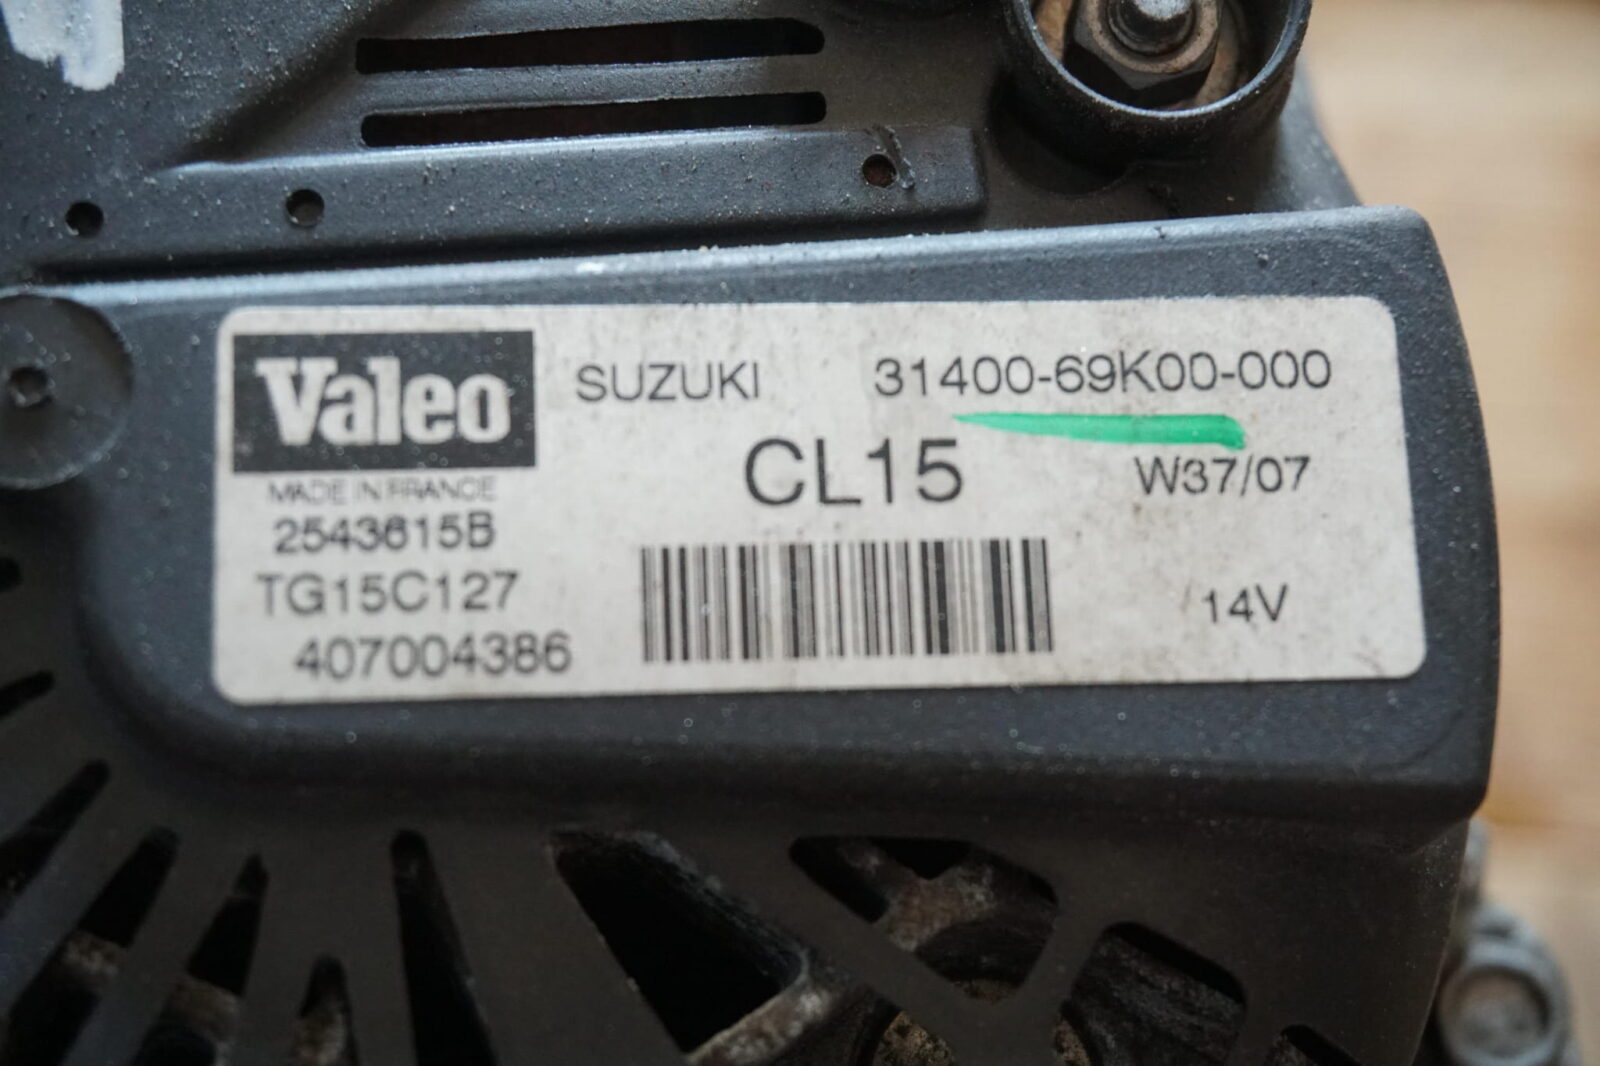 Valeo SUZUKI 31400-69K00-000
MADE IN FRANCE CL15 W37/07
2543615B
TG15C127 14V
407004386